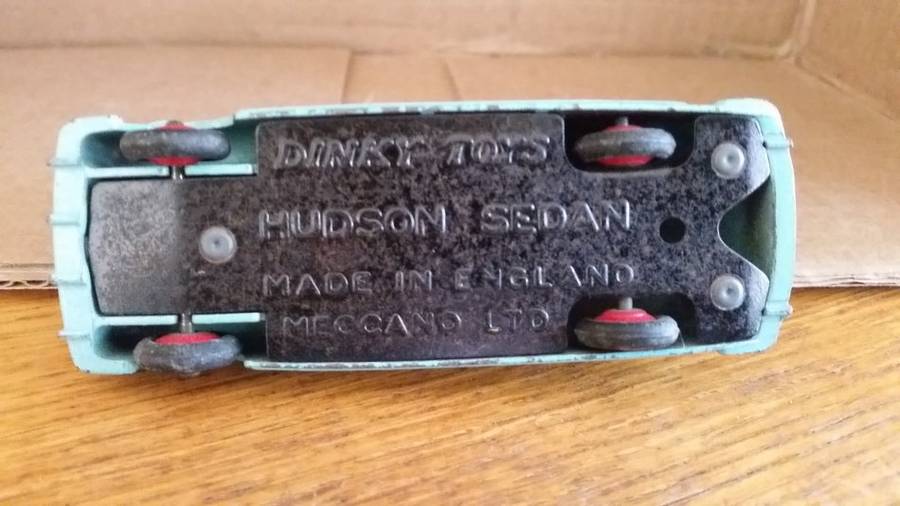 DINKY TOYS
HUDSON SEDAN
MADE IN ENGLAND
MECCANO LTD